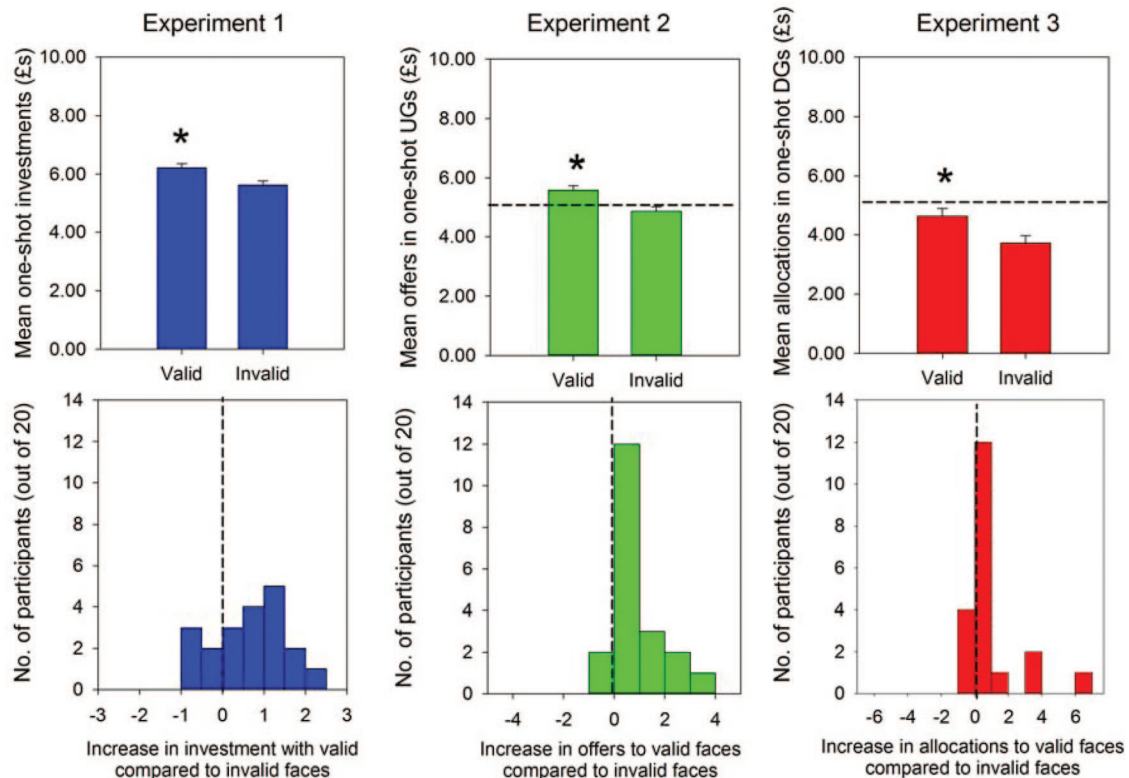 Experiment 1
Mean one-shot investments (£s)
10.00
8.00
6.00
4.00
2.00
0.00
*
Valid Invalid
Experiment 2
Mean offers in one-shot UGs (£s)
10.00
8.00
6.00
4.00
2.00
0.00
*
Valid Invalid
Experiment 3
Mean allocations in one-shot DGs (£s)
10.00
8.00
6.00
4.00
2.00
0.00
*
Valid Invalid
No. of participants (out of 20)
14
12
10
8
6
4
2
0
-3 -2 -1 0 1 2 3
Increase in investment with valid
compared to invalid faces
No. of participants (out of 20)
14
12
10
8
6
4
2
0
-4 -2 0 2 4
Increase in offers to valid faces
compared to invalid faces
No. of participants (out of 20)
14
12
10
8
6
4
2
0
-6 -4 -2 0 2 4 6
Increase in allocations to valid faces
compared to invalid faces